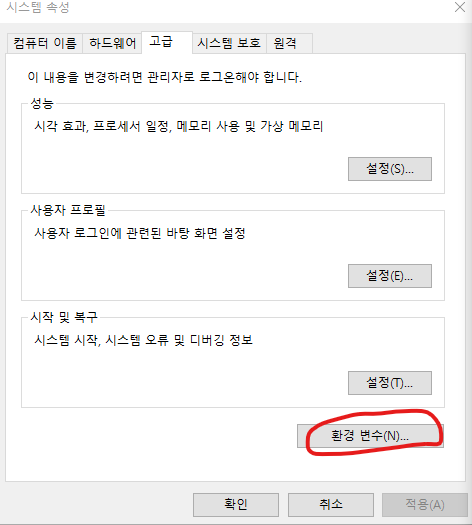 시스템 속성
컴퓨터 이름 하드웨어 고급 시스템 보호 원격
이 내용을 변경하려면 관리자로 로그온해야 합니다.
성능
시각 효과, 프로세서 일정, 메모리 사용 및 가상 메모리
설정(S)...
사용자 프로필
사용자 로그인에 관련된 바탕 화면 설정
설정(E)...
시작 및 복구
시스템 시작, 시스템 오류 및 디버깅 정보
설정(T)...
환경 변수(N)...
확인 취소 적용(A)